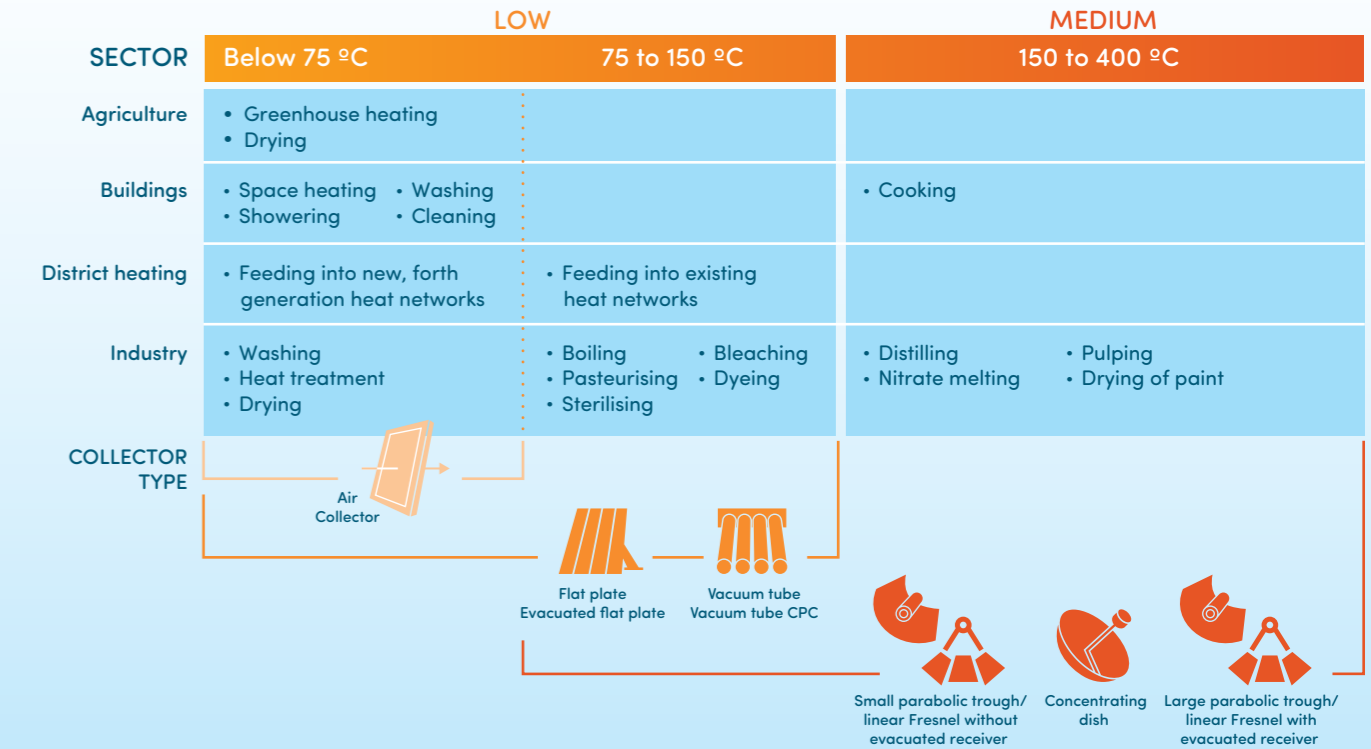 LOW
MEDIUM
SECTOR
Below 75 ºC
75 to 150 ºC
150 to 400 ºC
Agriculture
• Greenhouse heating
• Drying
Buildings
• Space heating
• Showering
• Washing
• Cleaning
• Cooking
District heating
• Feeding into new, forth
generation heat networks
• Feeding into existing
heat networks
Industry
• Washing
• Heat treatment
• Drying
• Boiling
• Pasteurising
• Sterilising
• Bleaching
• Dyeing
• Distilling
• Nitrate melting
• Pulping
• Drying of paint
COLLECTOR
TYPE
Air
Collector
Flat plate
Evacuated flat plate
Vacuum tube
Vacuum tube CPC
Small parabolic trough/
linear Fresnel without
evacuated receiver
Concentrating
dish
Large parabolic trough/
linear Fresnel with
evacuated receiver